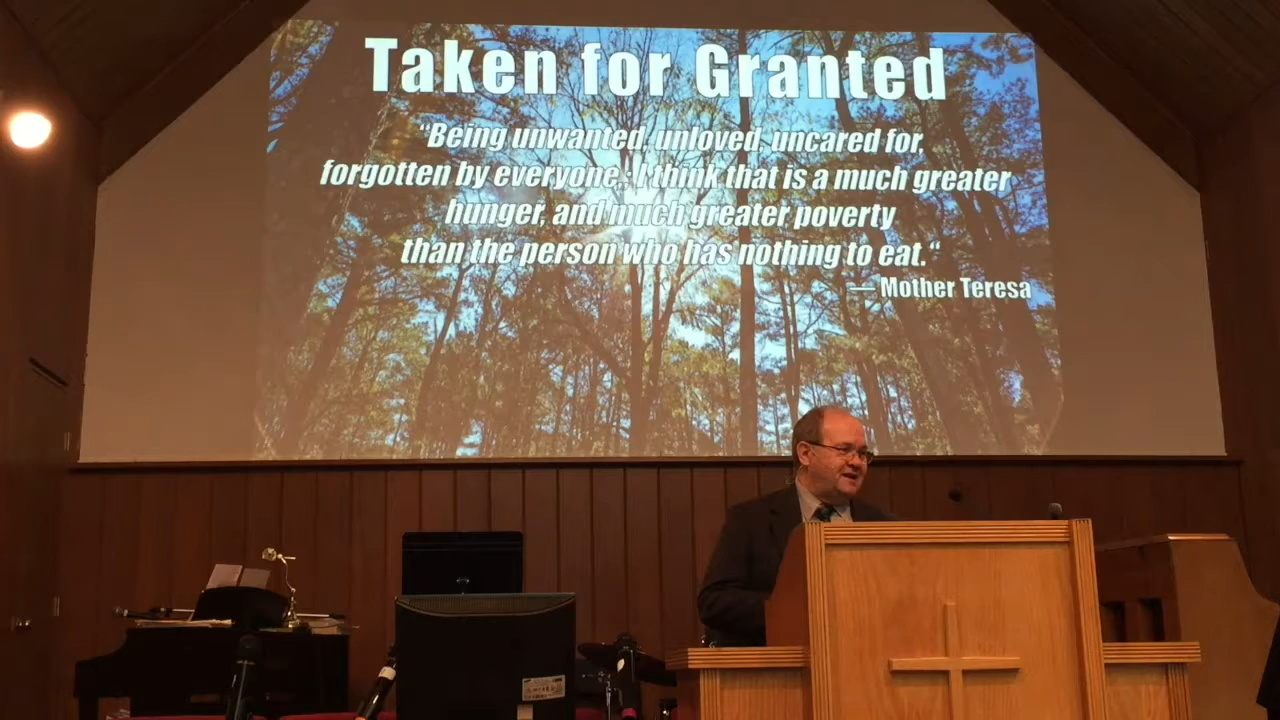 Taken for Granted
“Being unwanted, unloved, uncared for,
forgotten by everyone, I think that is a much greater
hunger, and much greater poverty
than the person who has nothing to eat.“
— Mother Teresa